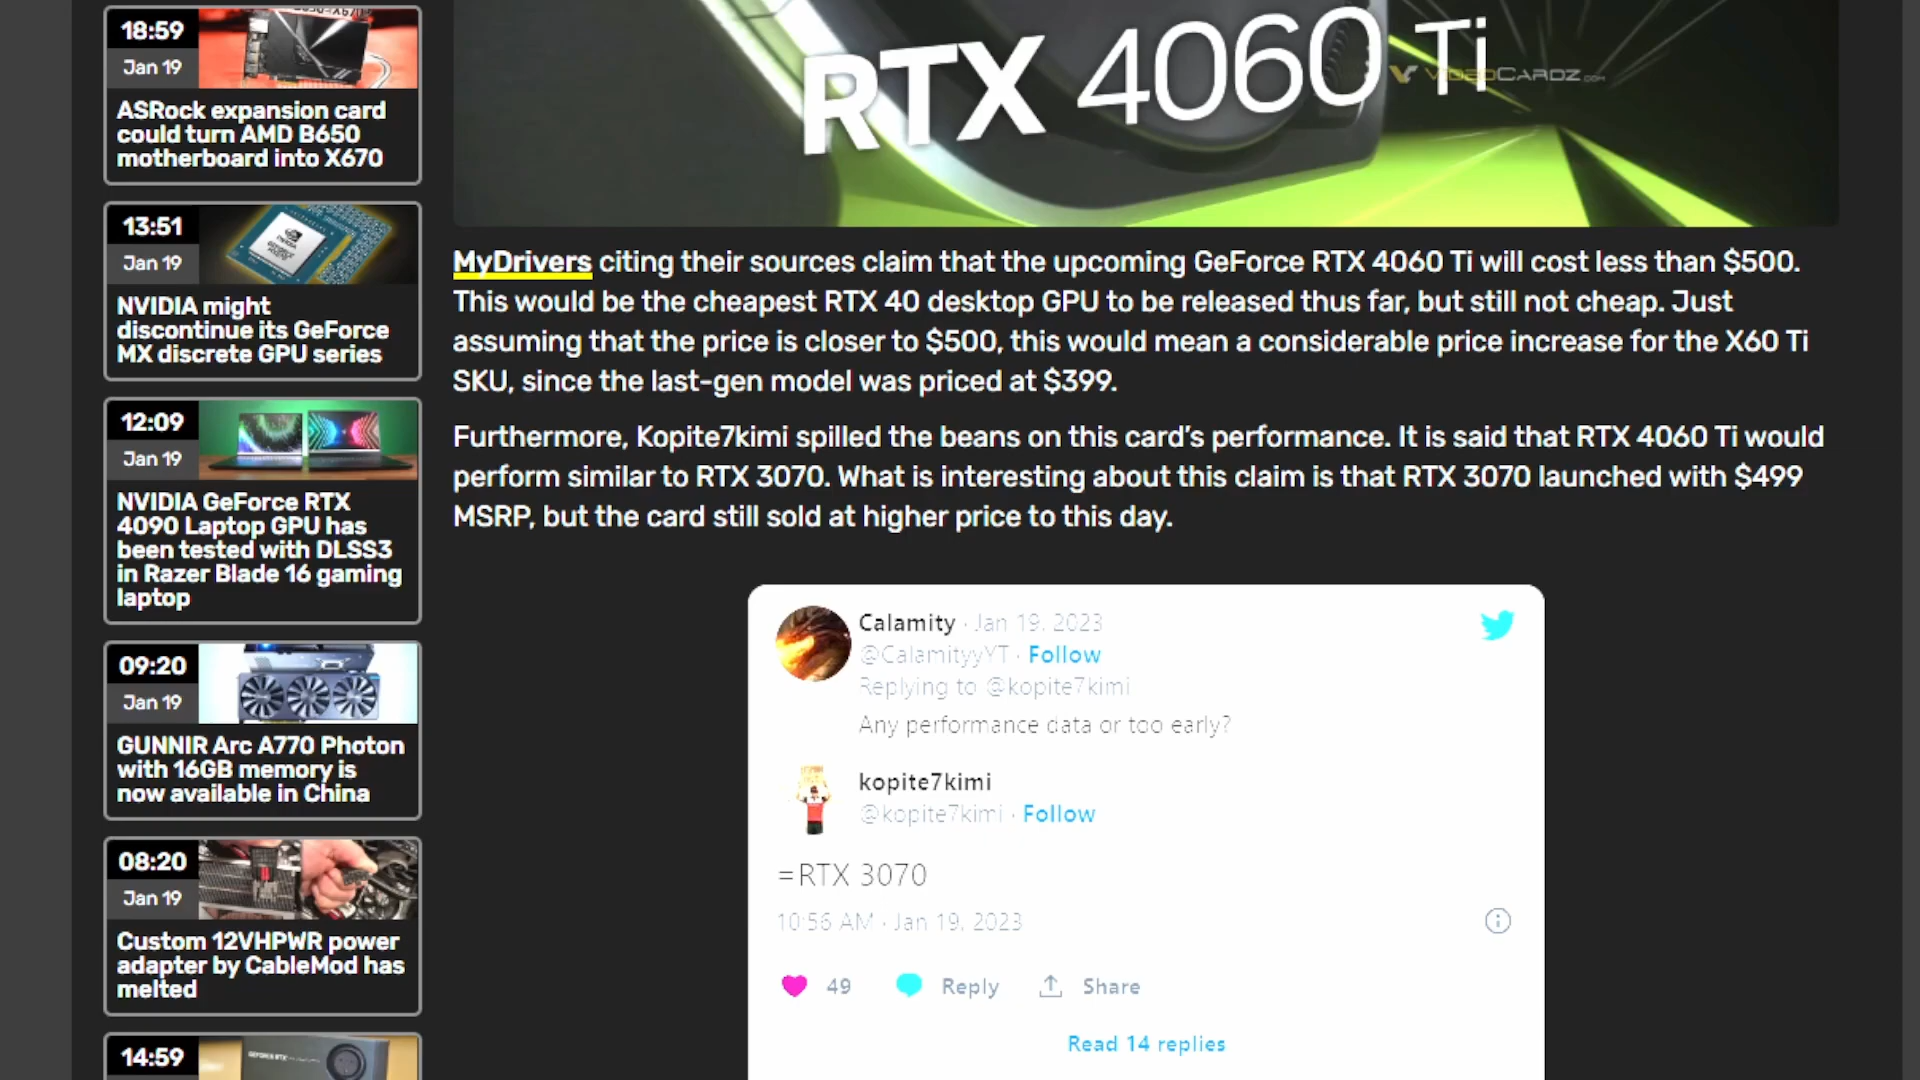 18:59
Jan 19
ASRock expansion card
could turn AMD B650
motherboard into X670
13:51
Jan 19
NVIDIA might
discontinue its GeForce
MX discrete GPU series
12:09
Jan 19
NVIDIA GeForce RTX
4090 Laptop GPU has
been tested with DLSS3
in Razer Blade 16 gaming
laptop
09:20
Jan 19
GUNNIR Arc A770 Photon
with 16GB memory is
now available in China
08:20
Jan 19
Custom 12VHPWR power
adapter by CableMod has
melted
14:59
RTX 4060 Ti
VIDEOCARDZ.COM
MyDrivers citing their sources claim that the upcoming GeForce RTX 4060 Ti will cost less than $500.
This would be the cheapest RTX 40 desktop GPU to be released thus far, but still not cheap. Just
assuming that the price is closer to $500, this would mean a considerable price increase for the X60 Ti
SKU, since the last-gen model was priced at $399.
Furthermore, Kopite7kimi spilled the beans on this card's performance. It is said that RTX 4060 Ti would
perform similar to RTX 3070. What is interesting about this claim is that RTX 3070 launched with $499
MSRP, but the card still sold at higher price to this day.
Calamity · Jan 19, 2023
@CalamityyYT · Follow
Replying to @kopite7kimi
Any performance data or too early?
kopite7kimi
@kopite7kimi · Follow
=RTX 3070
10:56 AM · Jan 19, 2023
49 Reply Share
Read 14 replies